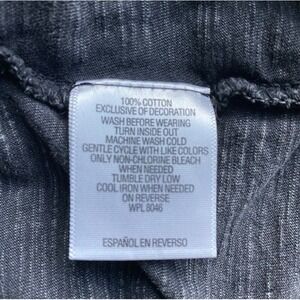 100% COTTON
EXCLUSIVE OF DECORATION
WASH BEFORE WEARING
TURN INSIDE OUT
MACHINE WASH COLD
GENTLE CYCLE WITH LIKE COLORS
ONLY NON-CHLORINE BLEACH
WHEN NEEDED
TUMBLE DRY LOW
COOL IRON WHEN NEEDED
ON REVERSE
WPL 8046
ESPAÑOL EN REVERSO